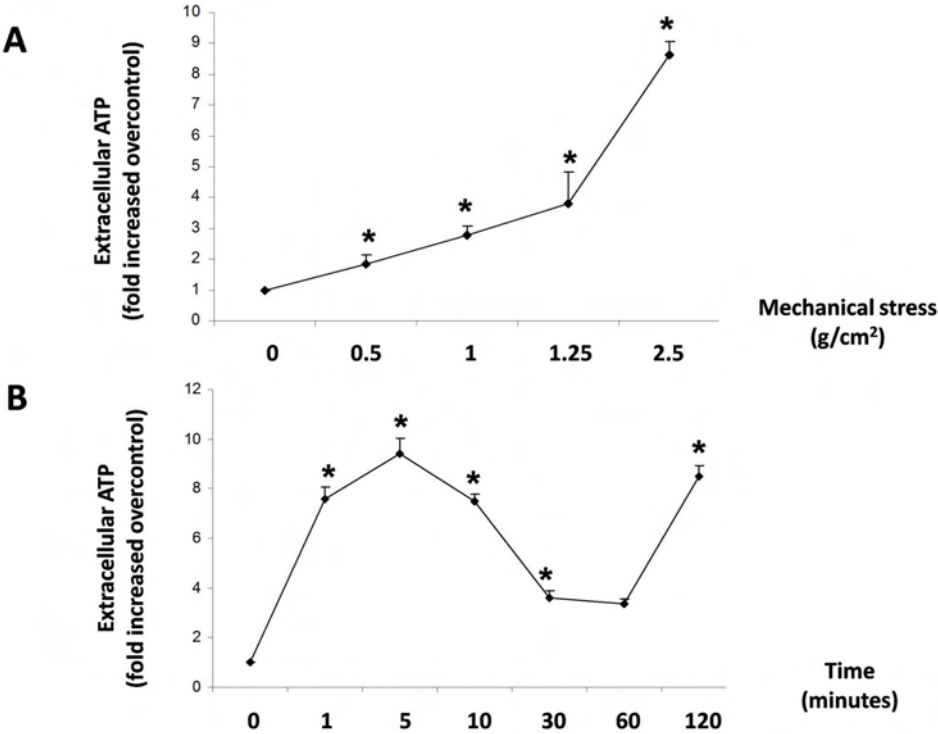 A
Extracellular ATP
(fold increased overcontrol)
10
9
8
7
6
5
4
3
2
1
0
*
*
*
*
0 0.5 1 1.25 2.5
Mechanical stress
(g/cm²)
B
Extracellular ATP
(fold increased overcontrol)
12
10
8
6
4
2
0
*
*
*
*
*
0 1 5 10 30 60 120
Time
(minutes)